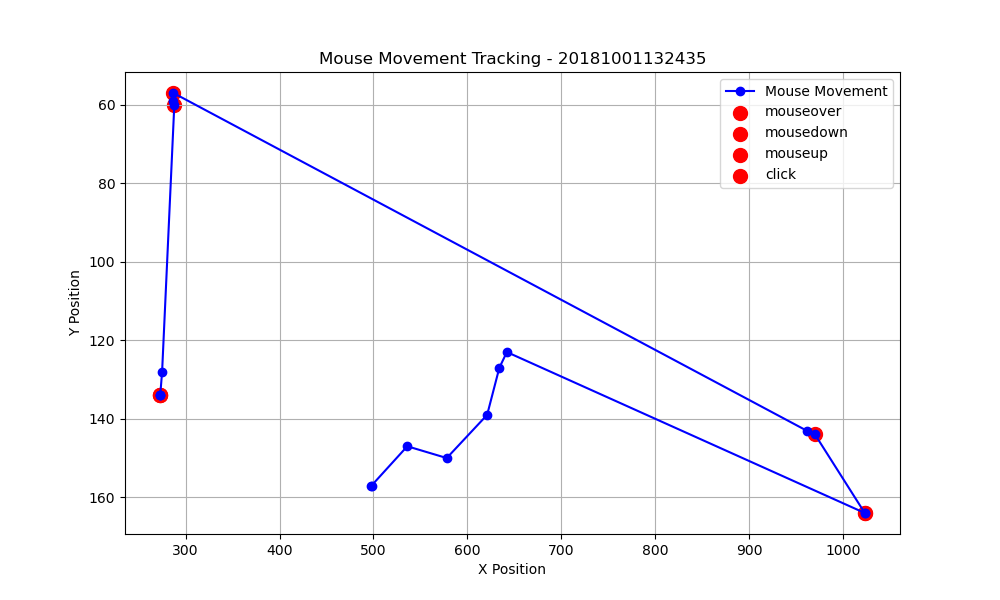 Mouse Movement Tracking - 20181001132435
Mouse Movement
mouseover
mousedown
mouseup
click
Y Position
60
80
100
120
140
160
300 400 500 600 700 800 900 1000
X Position